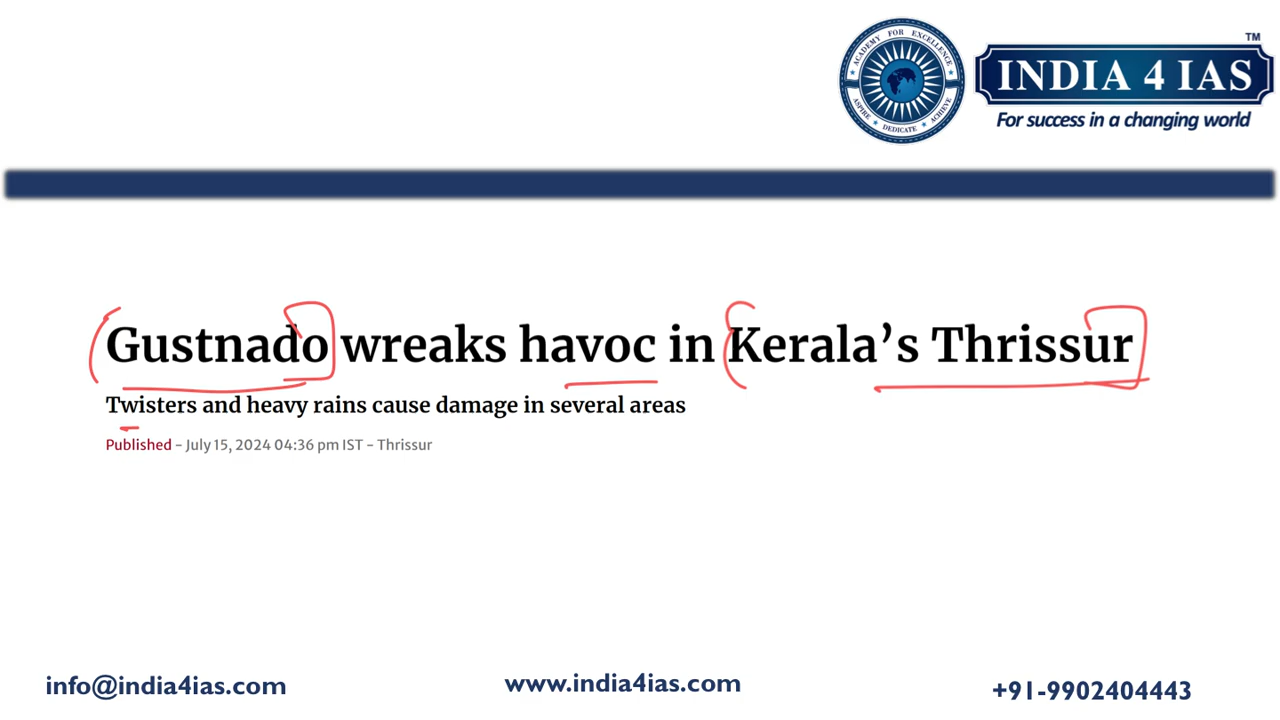 ACADEMY FOR EXCELLENCE
ASPIRE DEDICATE ACHIEVE
INDIA 4 IAS
TM
For success in a changing world
Gustnado wreaks havoc in Kerala’s Thrissur
Twisters and heavy rains cause damage in several areas
Published - July 15, 2024 04:36 pm IST - Thrissur
info@india4ias.com
www.india4ias.com
+91-9902404443